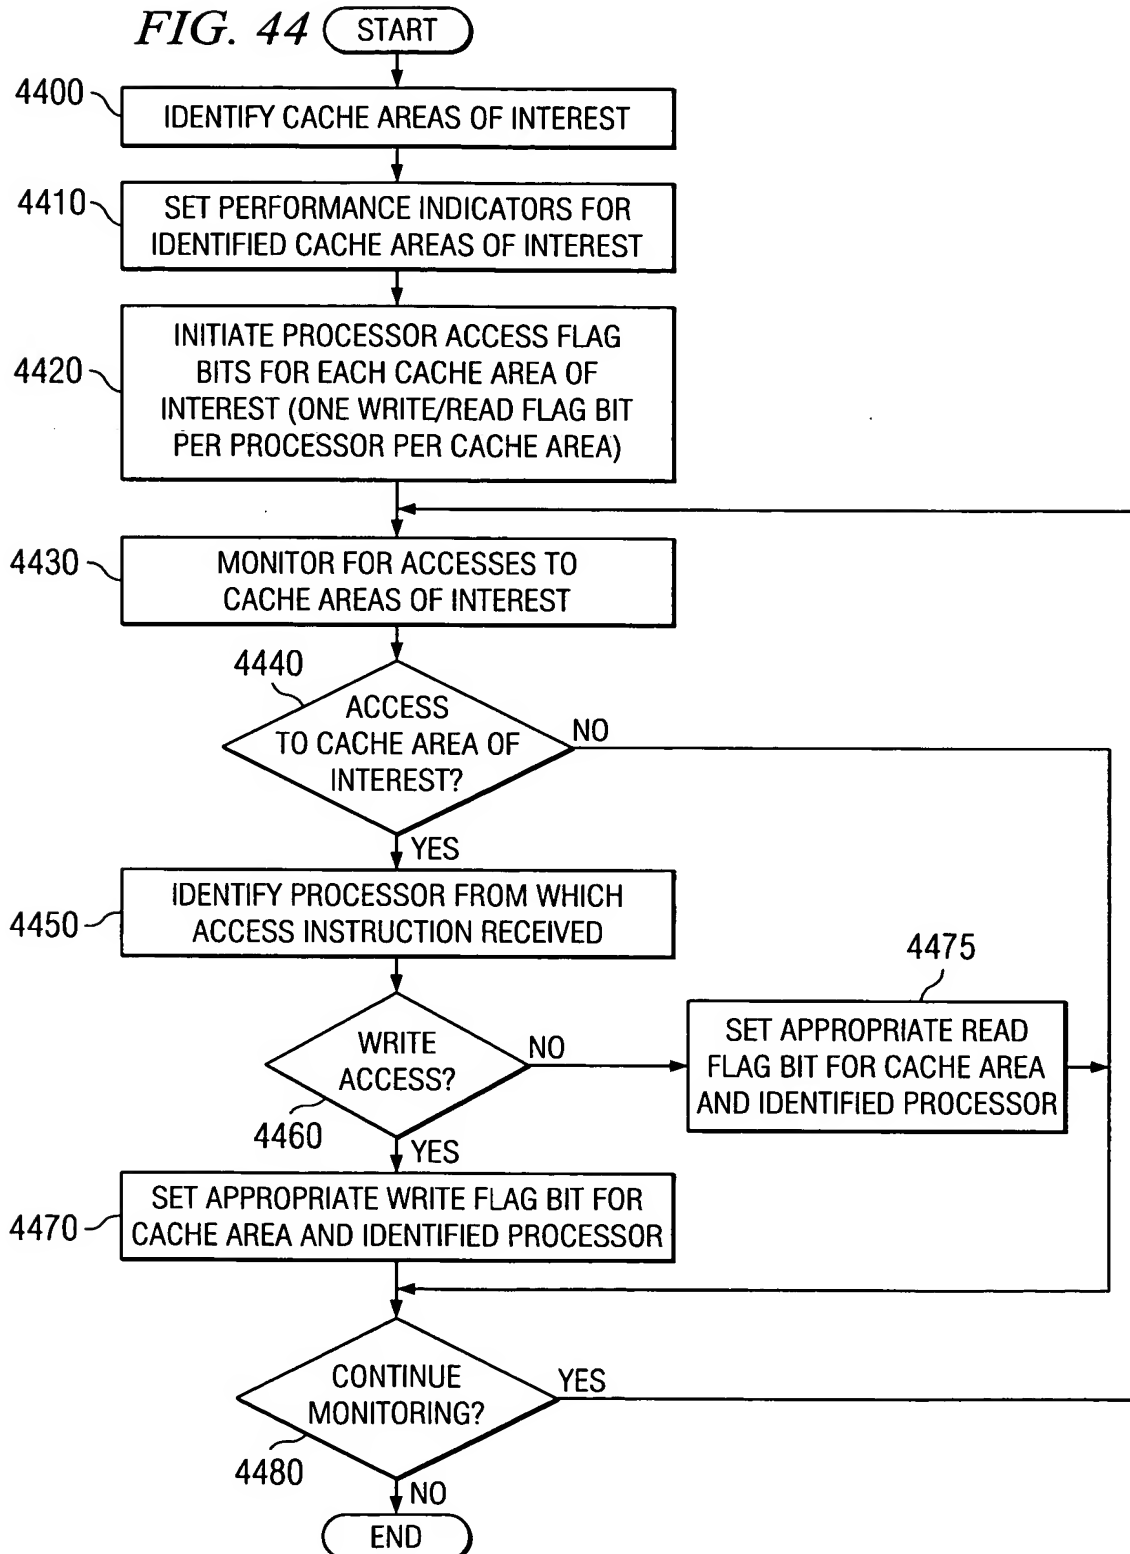 FIG. 44
START
4400
IDENTIFY CACHE AREAS OF INTEREST
4410
SET PERFORMANCE INDICATORS FOR
IDENTIFIED CACHE AREAS OF INTEREST
4420
INITIATE PROCESSOR ACCESS FLAG
BITS FOR EACH CACHE AREA OF
INTEREST (ONE WRITE/READ FLAG BIT
PER PROCESSOR PER CACHE AREA)
4430
MONITOR FOR ACCESSES TO
CACHE AREAS OF INTEREST
4440
ACCESS
TO CACHE AREA OF
INTEREST?
NO
YES
4450
IDENTIFY PROCESSOR FROM WHICH
ACCESS INSTRUCTION RECEIVED
4475
WRITE
ACCESS?
NO
SET APPROPRIATE READ
FLAG BIT FOR CACHE AREA
AND IDENTIFIED PROCESSOR
4460
YES
4470
SET APPROPRIATE WRITE FLAG BIT FOR
CACHE AREA AND IDENTIFIED PROCESSOR
CONTINUE
MONITORING?
YES
4480
NO
END